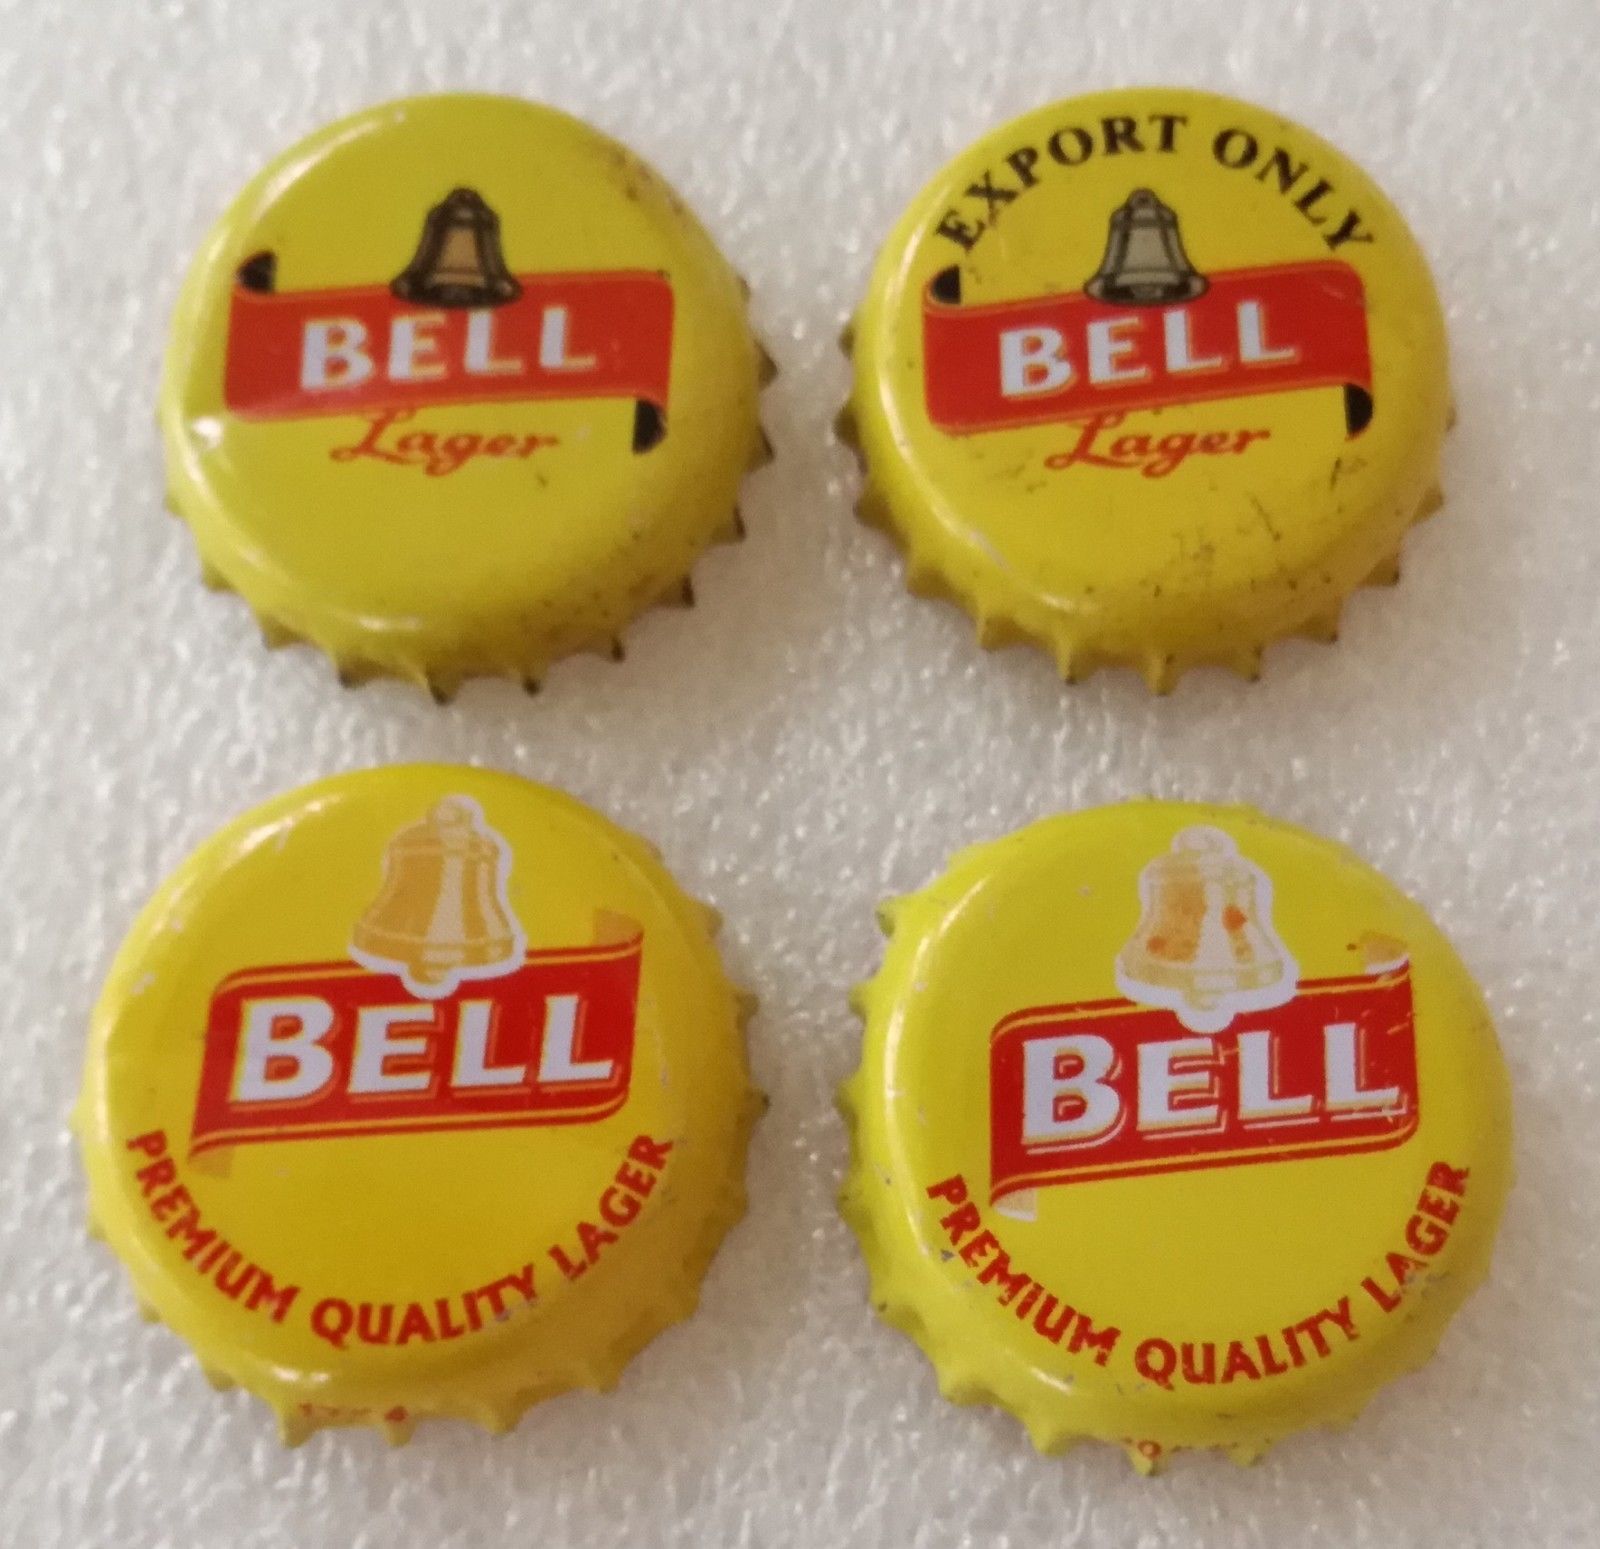 BELL
Lager
EXPORT ONLY
BELL
Lager
BELL
PREMIUM QUALITY LAGER
BELL
PREMIUM QUALITY LAGER